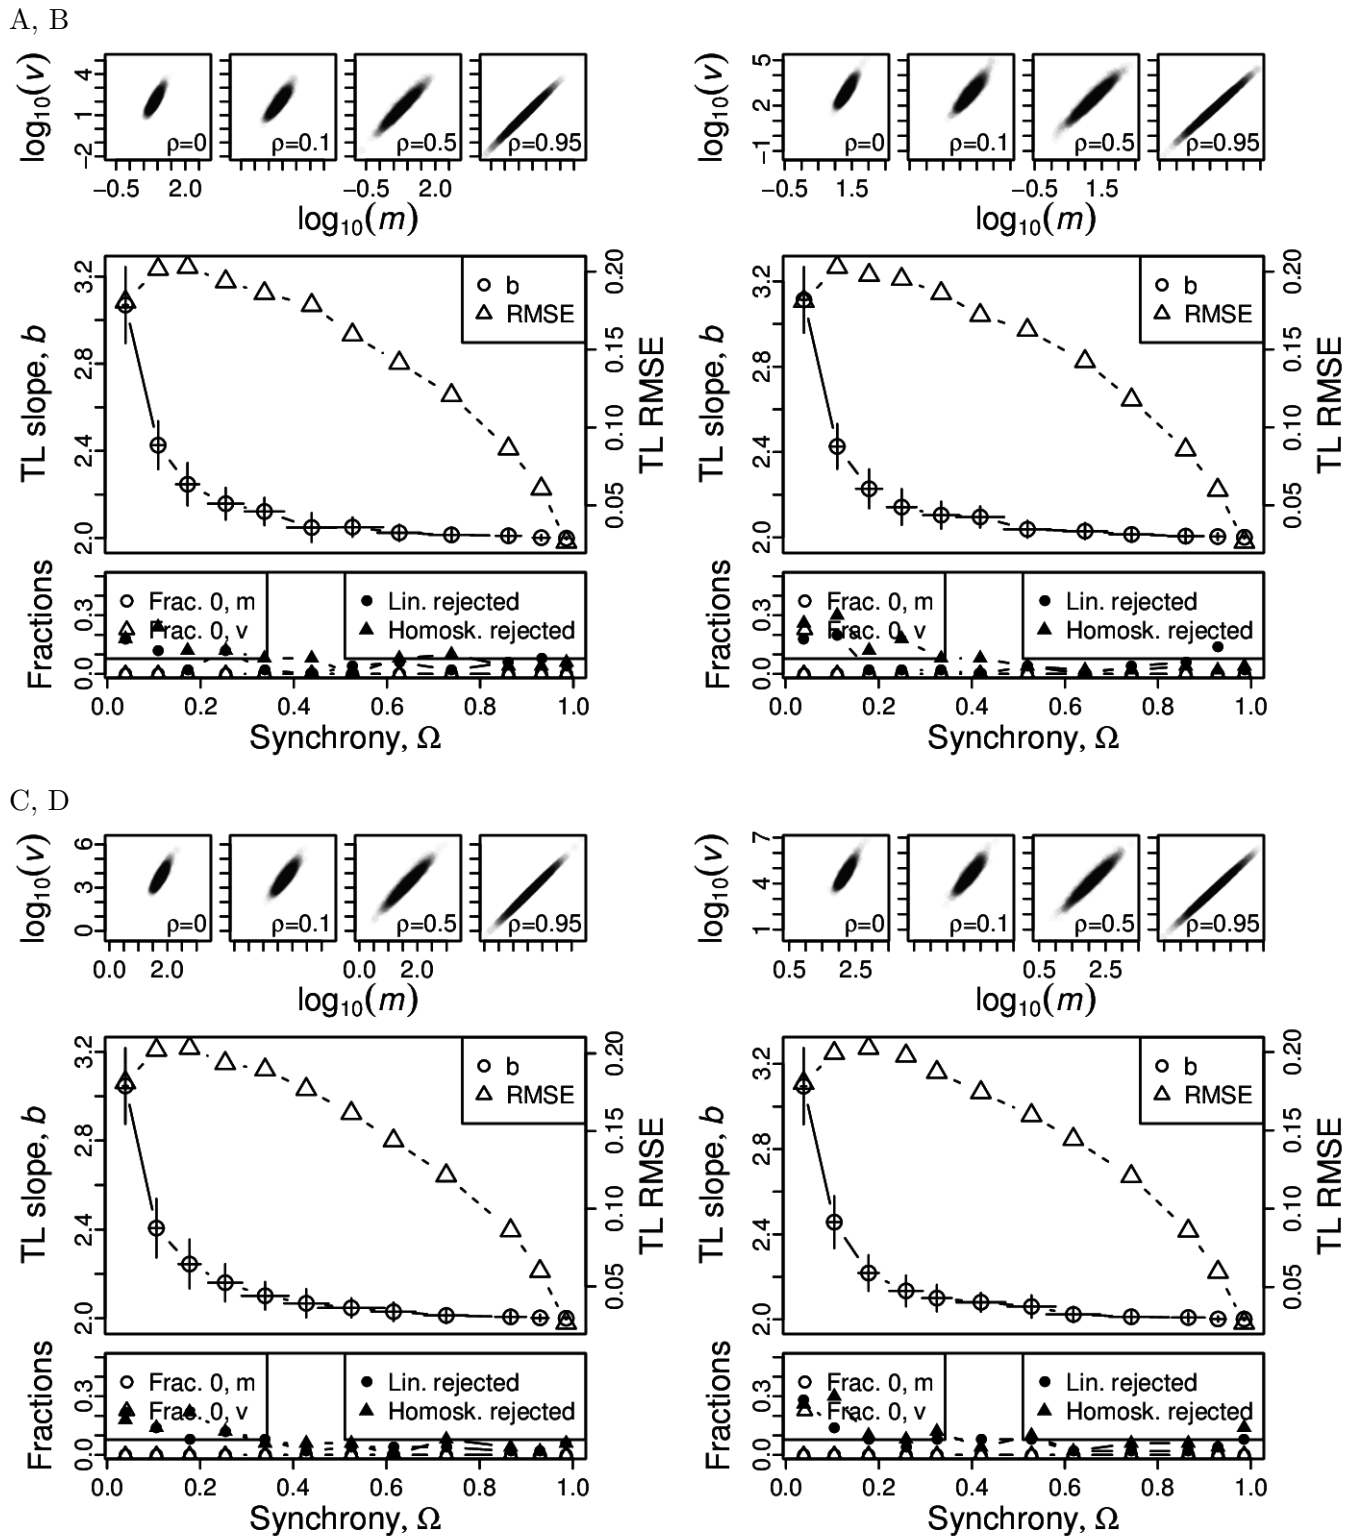 A, B
log10(v)
4
1
−2
ρ=0
ρ=0.1
ρ=0.5
ρ=0.95
−0.5 2.0 −0.5 2.0
log10(m)
log10(v)
5
2
−1
ρ=0
ρ=0.1
ρ=0.5
ρ=0.95
−0.5 1.5 −0.5 1.5
log10(m)
TL slope, b
3.2
2.8
2.4
2.0
b
RMSE
0.20
0.15
0.10
0.05
TL RMSE
TL slope, b
3.2
2.8
2.4
2.0
b
RMSE
0.20
0.15
0.10
0.05
TL RMSE
Fractions
0.3
0.0
Frac. 0, m
Frac. 0, v
Lin. rejected
Homosk. rejected
0.0 0.2 0.4 0.6 0.8 1.0
Synchrony, Ω
Fractions
0.3
0.0
Frac. 0, m
Frac. 0, v
Lin. rejected
Homosk. rejected
0.0 0.2 0.4 0.6 0.8 1.0
Synchrony, Ω
C, D
log10(v)
6
3
0
ρ=0
ρ=0.1
ρ=0.5
ρ=0.95
0.0 2.0 0.0 2.0
log10(m)
log10(v)
7
4
1
ρ=0
ρ=0.1
ρ=0.5
ρ=0.95
0.5 2.5 0.5 2.5
log10(m)
TL slope, b
3.2
2.8
2.4
2.0
b
RMSE
0.20
0.15
0.10
0.05
TL RMSE
TL slope, b
3.2
2.8
2.4
2.0
b
RMSE
0.20
0.15
0.10
0.05
TL RMSE
Fractions
0.3
0.0
Frac. 0, m
Frac. 0, v
Lin. rejected
Homosk. rejected
0.0 0.2 0.4 0.6 0.8 1.0
Synchrony, Ω
Fractions
0.3
0.0
Frac. 0, m
Frac. 0, v
Lin. rejected
Homosk. rejected
0.0 0.2 0.4 0.6 0.8 1.0
Synchrony, Ω